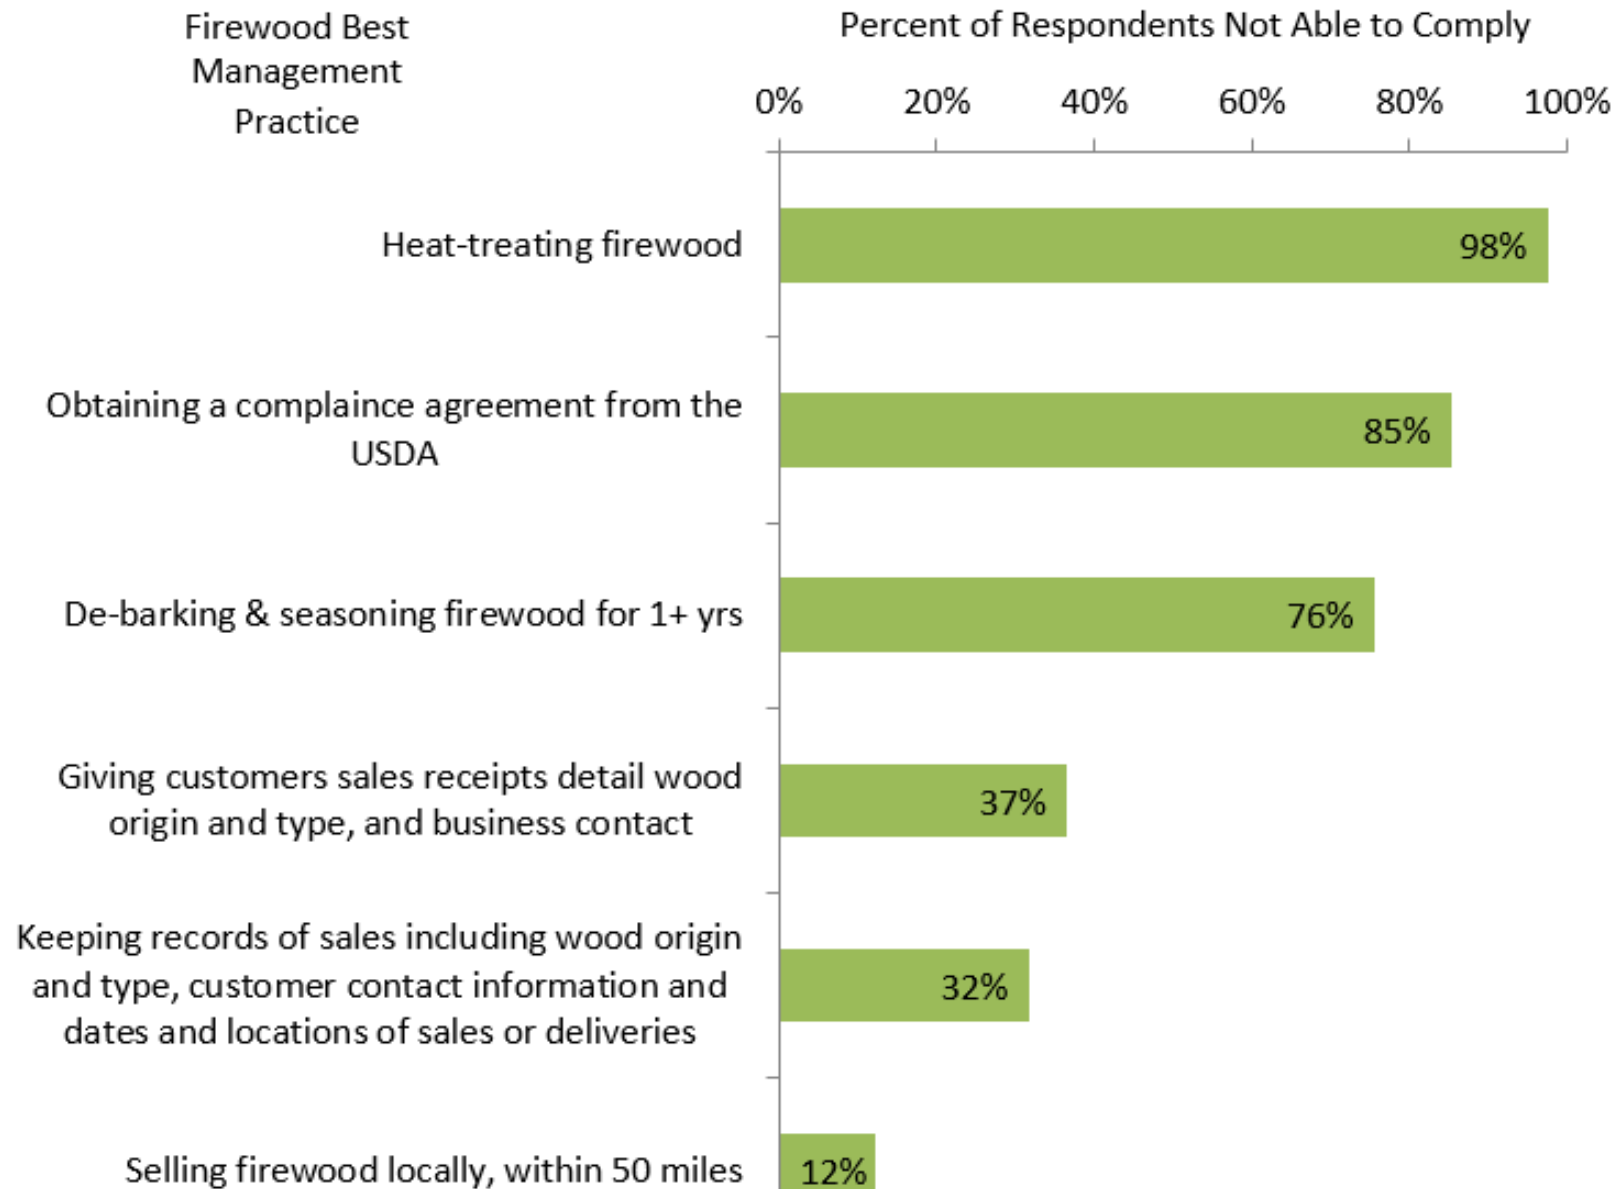 Firewood Best
Management
Practice
Percent of Respondents Not Able to Comply
0% 20% 40% 60% 80% 100%
Heat-treating firewood
98%
Obtaining a complaince agreement from the
USDA
85%
De-barking & seasoning firewood for 1+ yrs
76%
Giving customers sales receipts detail wood
origin and type, and business contact
37%
Keeping records of sales including wood origin
and type, customer contact information and
dates and locations of sales or deliveries
32%
Selling firewood locally, within 50 miles
12%